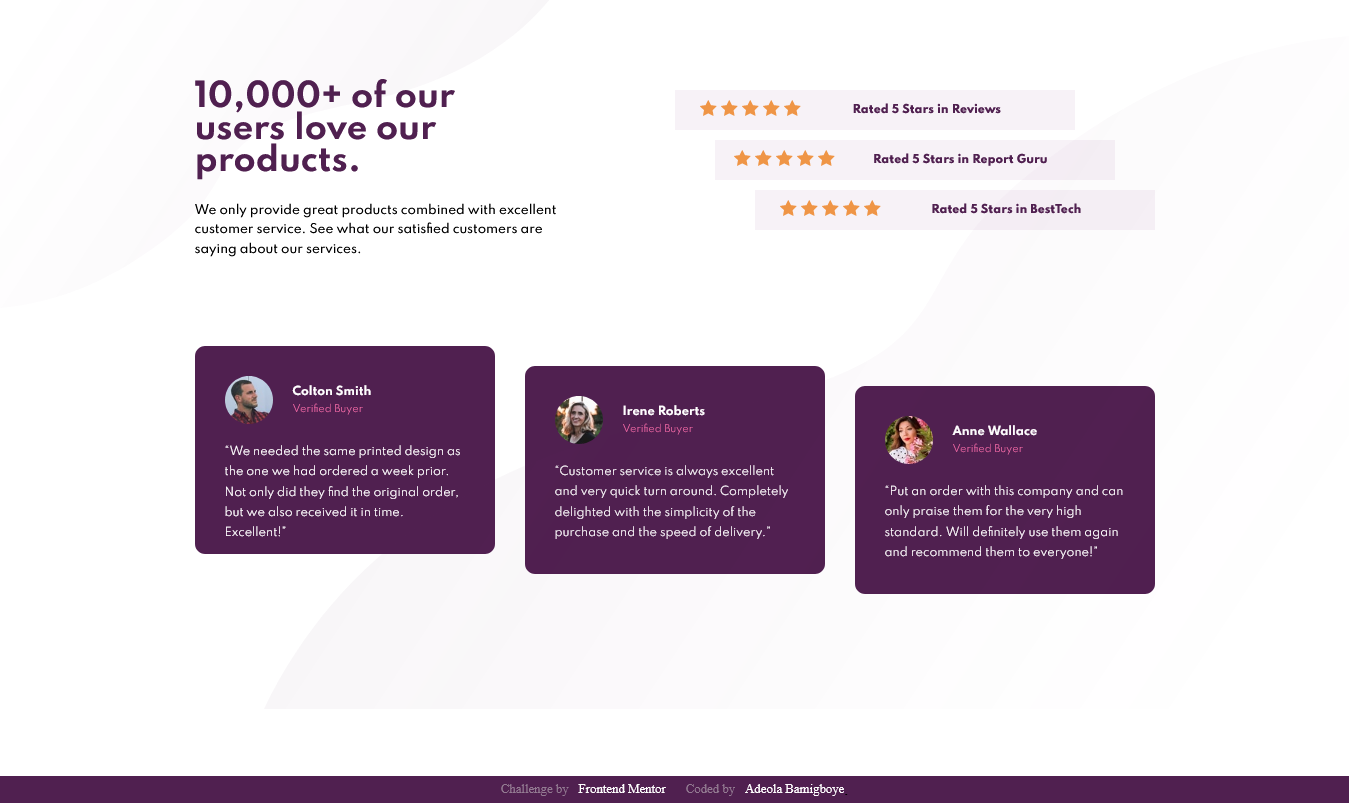 10,000+ of our
users love our
products.
We only provide great products combined with excellent
customer service. See what our satisfied customers are
saying about our services.
Rated 5 Stars in Reviews
Rated 5 Stars in Report Guru
Rated 5 Stars in BestTech
Colton Smith
Verified Buyer
“We needed the same printed design as
the one we had ordered a week prior.
Not only did they find the original order,
but we also received it in time.
Excellent!”
Irene Roberts
Verified Buyer
“Customer service is always excellent
and very quick turn around. Completely
delighted with the simplicity of the
purchase and the speed of delivery.”
Anne Wallace
Verified Buyer
“Put an order with this company and can
only praise them for the very high
standard. Will definitely use them again
and recommend them to everyone!”
Challenge by Frontend Mentor Coded by Adeola Bamigboye